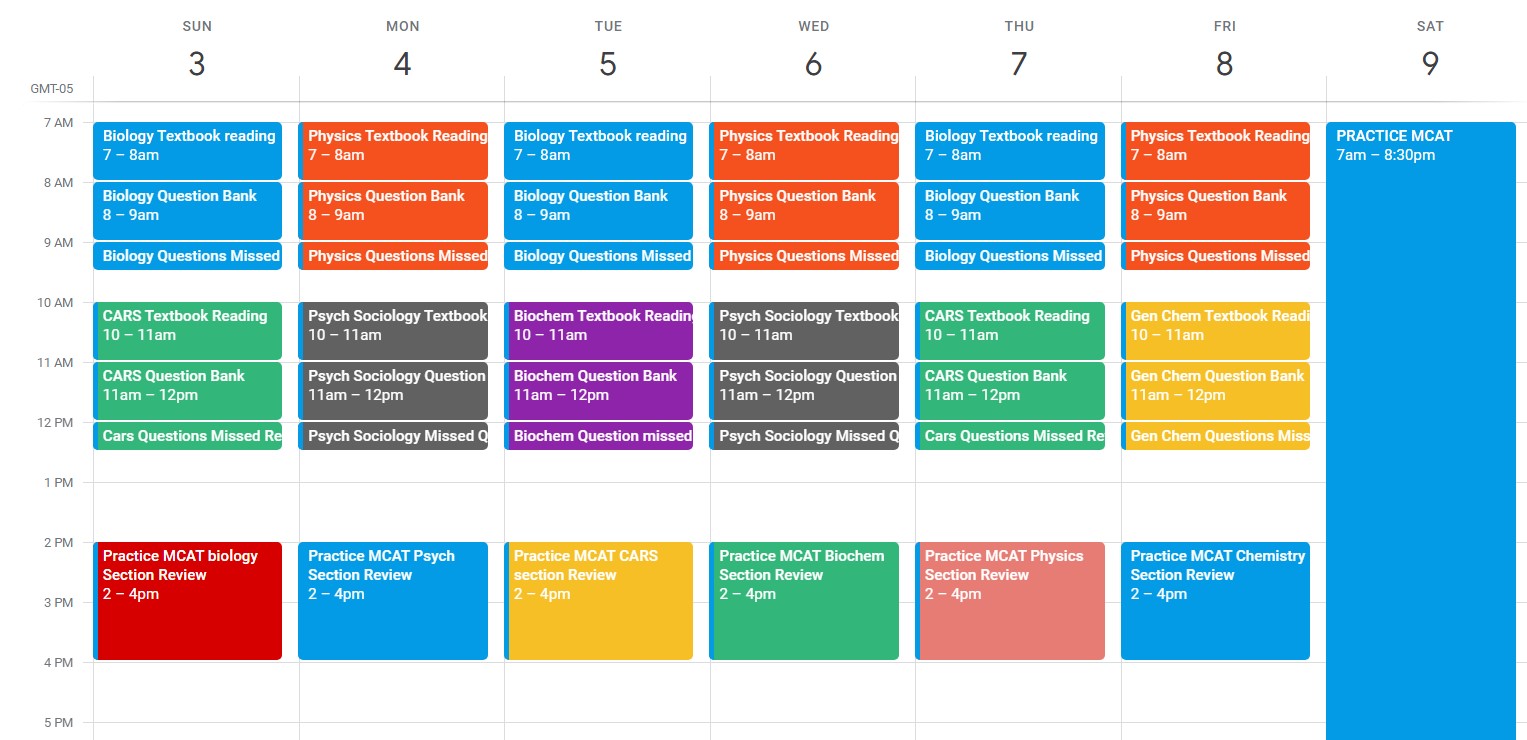 SUN MON TUE WED THU FRI SAT
3 4 5 6 7 8 9
GMT-05
7 AM
8 AM
9 AM
10 AM
11 AM
12 PM
1 PM
2 PM
3 PM
4 PM
5 PM
Biology Textbook reading
7 – 8am
Biology Question Bank
8 – 9am
Biology Questions Missed
CARS Textbook Reading
10 – 11am
CARS Question Bank
11am – 12pm
Cars Questions Missed Re
Practice MCAT biology
Section Review
2 – 4pm
Physics Textbook Reading
7 – 8am
Physics Question Bank
8 – 9am
Physics Questions Missed
Psych Sociology Textbook
10 – 11am
Psych Sociology Question
11am – 12pm
Psych Sociology Missed Q
Practice MCAT Psych
Section Review
2 – 4pm
Biology Textbook reading
7 – 8am
Biology Question Bank
8 – 9am
Biology Questions Missed
Biochem Textbook Reading
10 – 11am
Biochem Question Bank
11am – 12pm
Biochem Question missed
Practice MCAT CARS
section Review
2 – 4pm
Physics Textbook Reading
7 – 8am
Physics Question Bank
8 – 9am
Physics Questions Missed
Psych Sociology Textbook
10 – 11am
Psych Sociology Question
11am – 12pm
Psych Sociology Missed Q
Practice MCAT Biochem
Section Review
2 – 4pm
Biology Textbook reading
7 – 8am
Biology Question Bank
8 – 9am
Biology Questions Missed
CARS Textbook Reading
10 – 11am
CARS Question Bank
11am – 12pm
Cars Questions Missed Re
Practice MCAT Physics
Section Review
2 – 4pm
Physics Textbook Reading
7 – 8am
Physics Question Bank
8 – 9am
Physics Questions Missed
Gen Chem Textbook Readi
10 – 11am
Gen Chem Question Bank
11am – 12pm
Gen Chem Questions Miss
Practice MCAT Chemistry
Section Review
2 – 4pm
PRACTICE MCAT
7am – 8:30pm